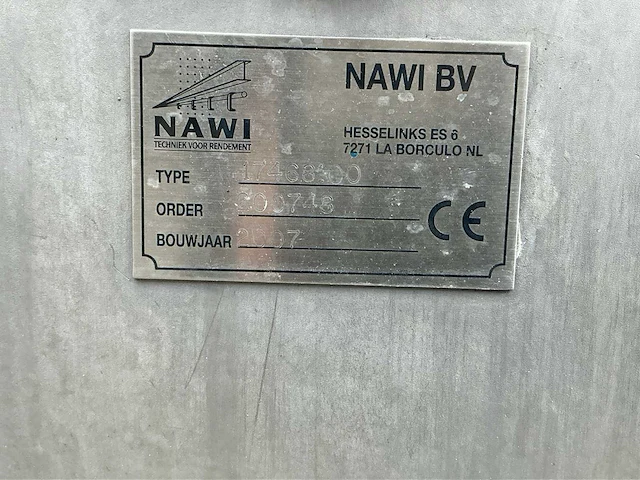 NAWI
TECHNIEK VOOR RENDEMENT
NAWI BV
HESSELINKS ES 6
7271 LA BORCULO NL
TYPE
ORDER
BOUWJAAR
CE